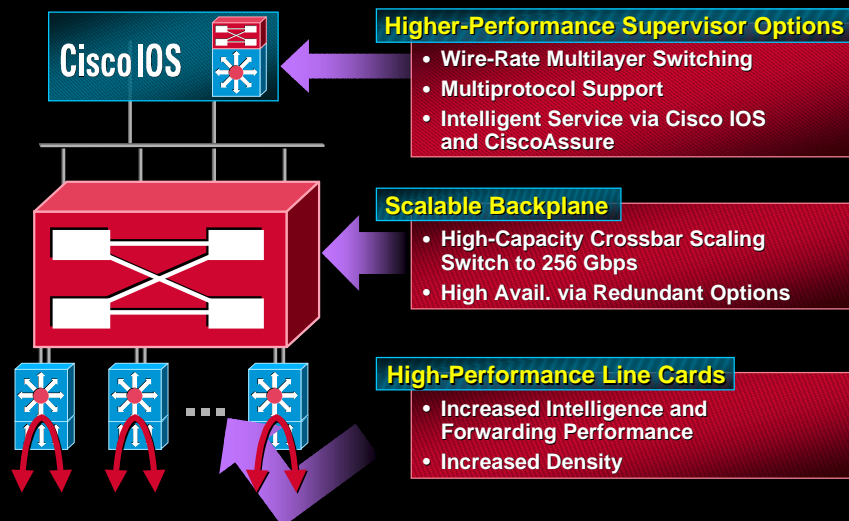 Cisco IOS
Higher-Performance Supervisor Options
• Wire-Rate Multilayer Switching
• Multiprotocol Support
• Intelligent Service via Cisco IOS
and CiscoAssure
Scalable Backplane
• High-Capacity Crossbar Scaling
Switch to 256 Gbps
• High Avail. via Redundant Options
High-Performance Line Cards
• Increased Intelligence and
Forwarding Performance
• Increased Density